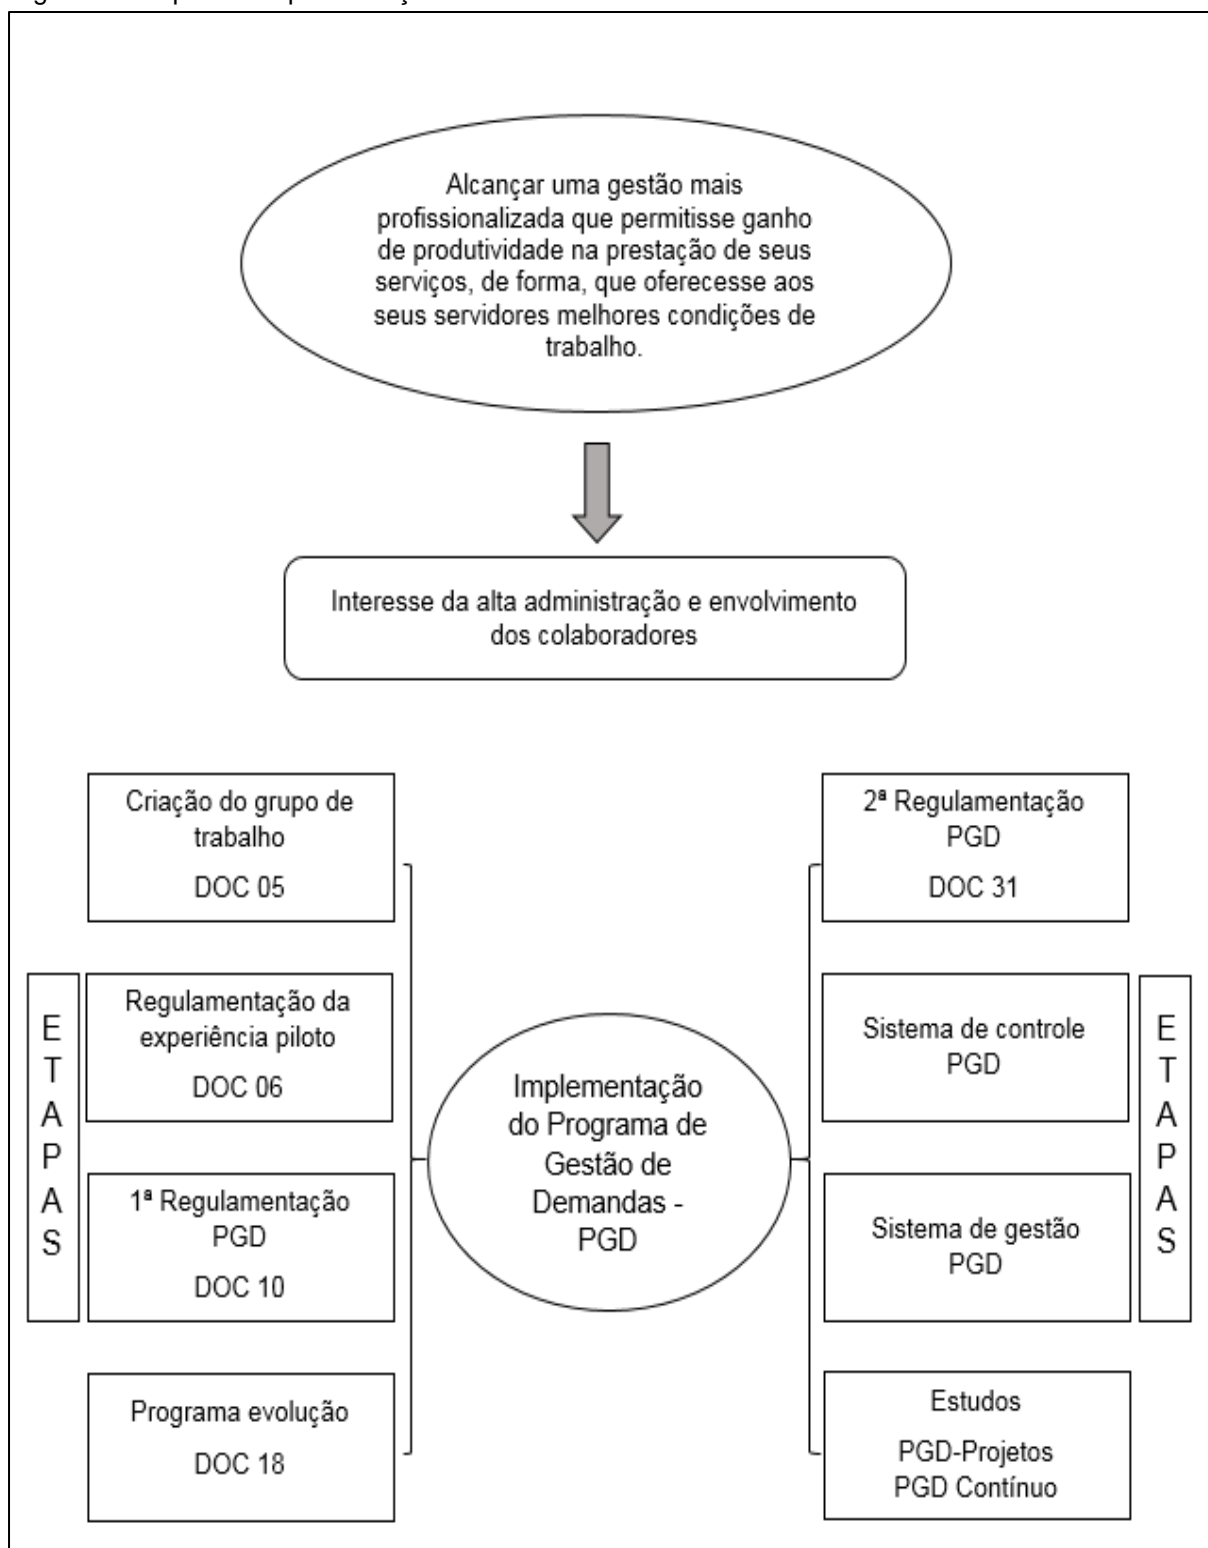 Alcançar uma gestão mais
profissionalizada que permitisse ganho
de produtividade na prestação de seus
serviços, de forma, que oferecesse aos
seus servidores melhores condições de
trabalho.
Interesse da alta administração e envolvimento
dos colaboradores
Criação do grupo de
trabalho
DOC 05
ETAPAS
Regulamentação da
experiência piloto
DOC 06
1ª Regulamentação
PGD
DOC 10
Programa evolução
DOC 18
Implementação
do Programa de
Gestão de
Demandas -
PGD
2ª Regulamentação
PGD
DOC 31
Sistema de controle
PGD
Sistema de gestão
PGD
ETAPAS
Estudos
PGD-Projetos
PGD Contínuo